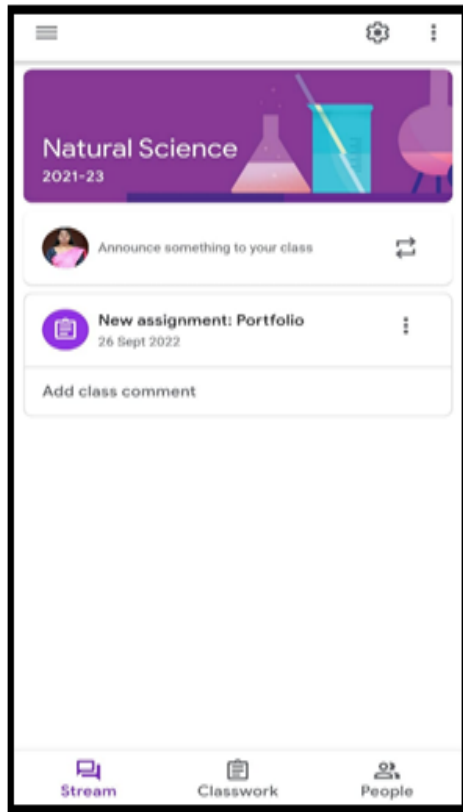 Natural Science
2021-23
Announce something to your class
New assignment: Portfolio
26 Sept 2022
Add class comment
Stream
Classwork
People